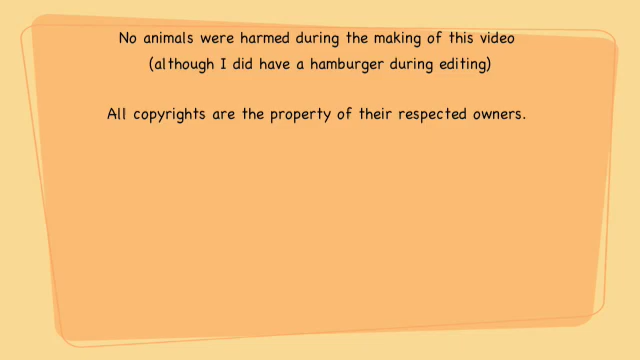 No animals were harmed during the making of this video
(although I did have a hamburger during editing)
All copyrights are the property of their respected owners.